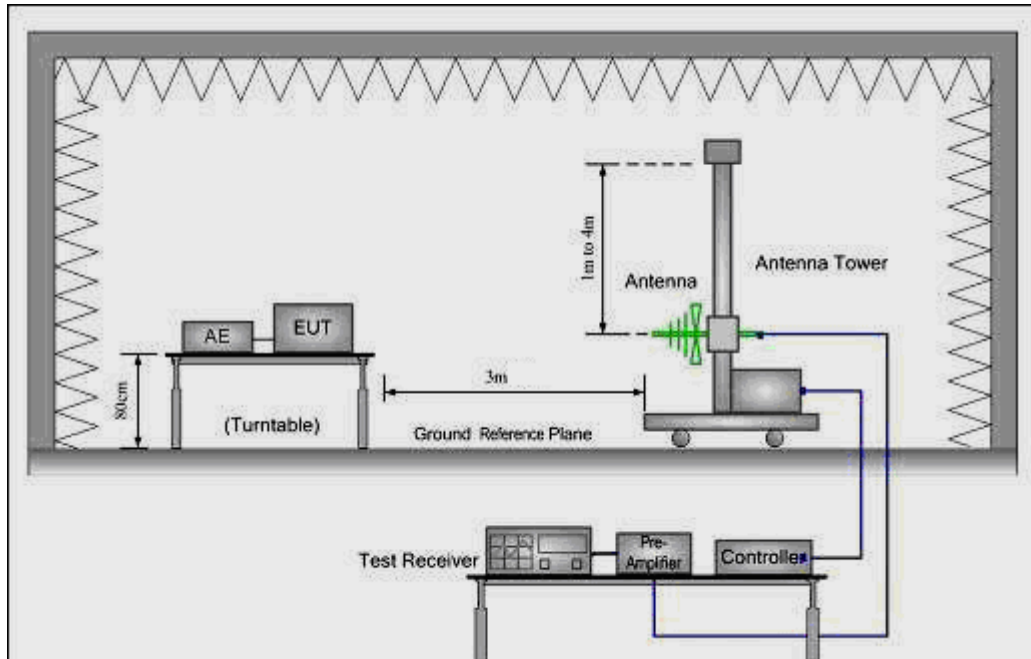 1m to 4m
Antenna Tower
Antenna
AE
EUT
80cm
3m
(Turntable)
Ground Reference Plane
Test Receiver
Pre-
Amplifier
Controller